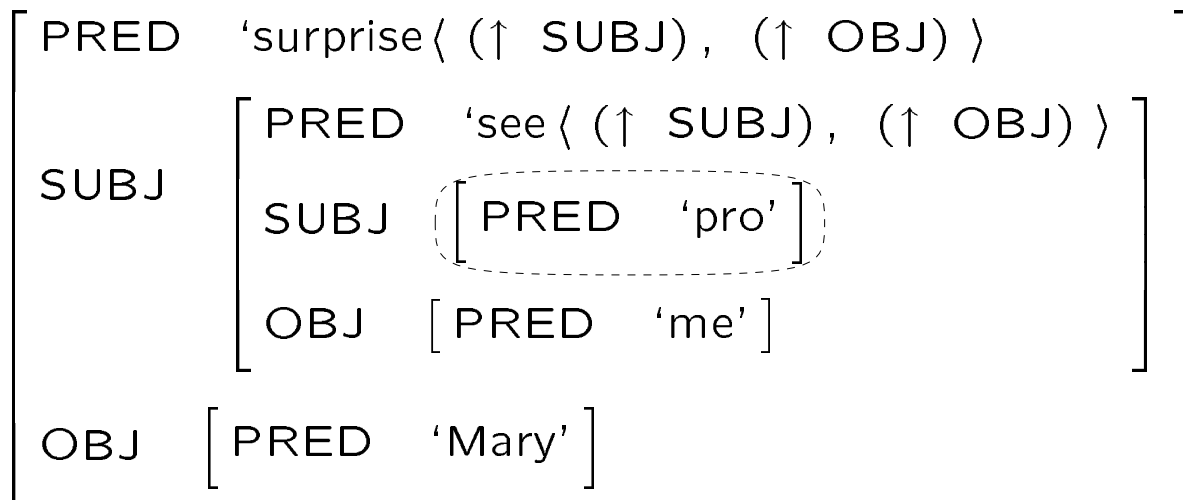 PRED ‘surprise⟨ (↑ SUBJ), (↑ OBJ) ⟩
PRED ‘see⟨ (↑ SUBJ), (↑ OBJ) ⟩
SUBJ
SUBJ [ PRED ‘pro’ ]
OBJ [ PRED ‘me’ ]
OBJ [ PRED ‘Mary’ ]